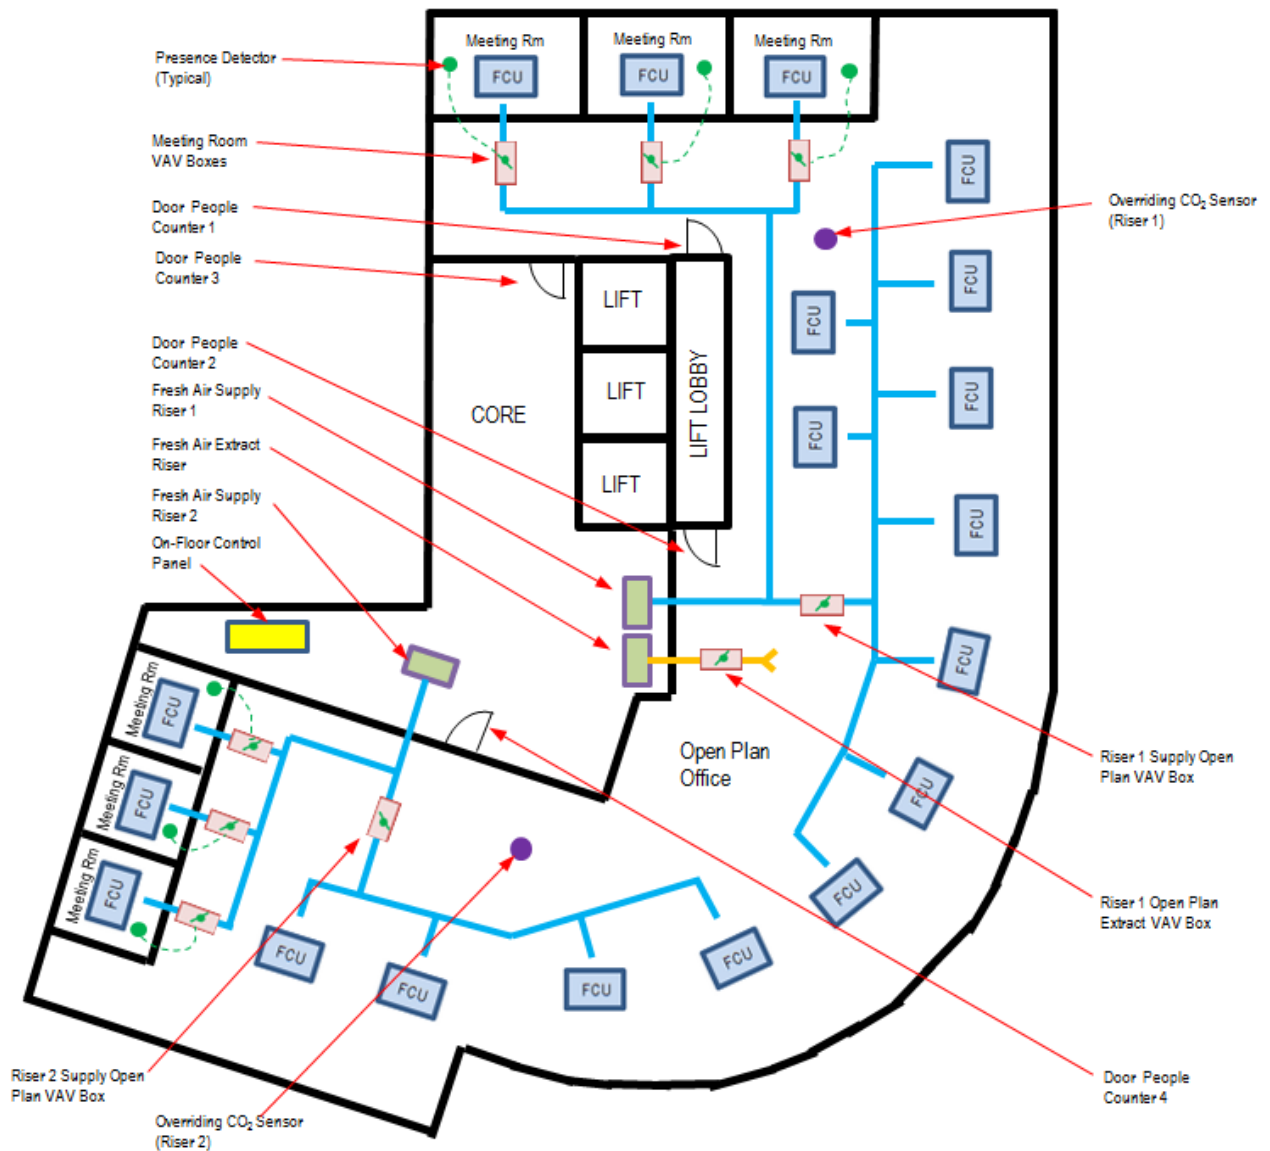 Meeting Rm
Meeting Rm
Meeting Rm
FCU
FCU
FCU
Presence Detector
(Typical)
Meeting Room
VAV Boxes
Door People
Counter 1
Door People
Counter 3
Door People
Counter 2
Fresh Air Supply
Riser 1
Fresh Air Extract
Riser
Fresh Air Supply
Riser 2
On-Floor Control
Panel
Overriding CO₂ Sensor
(Riser 1)
FCU
FCU
FCU
FCU
FCU
FCU
FCU
FCU
FCU
LIFT
LIFT
LIFT
LIFT LOBBY
CORE
Open Plan
Office
Riser 1 Supply Open
Plan VAV Box
Riser 1 Open Plan
Extract VAV Box
Door People
Counter 4
Meeting Rm
FCU
Meeting Rm
FCU
Meeting Rm
FCU
FCU
FCU
FCU
FCU
Riser 2 Supply Open
Plan VAV Box
Overriding CO₂ Sensor
(Riser 2)